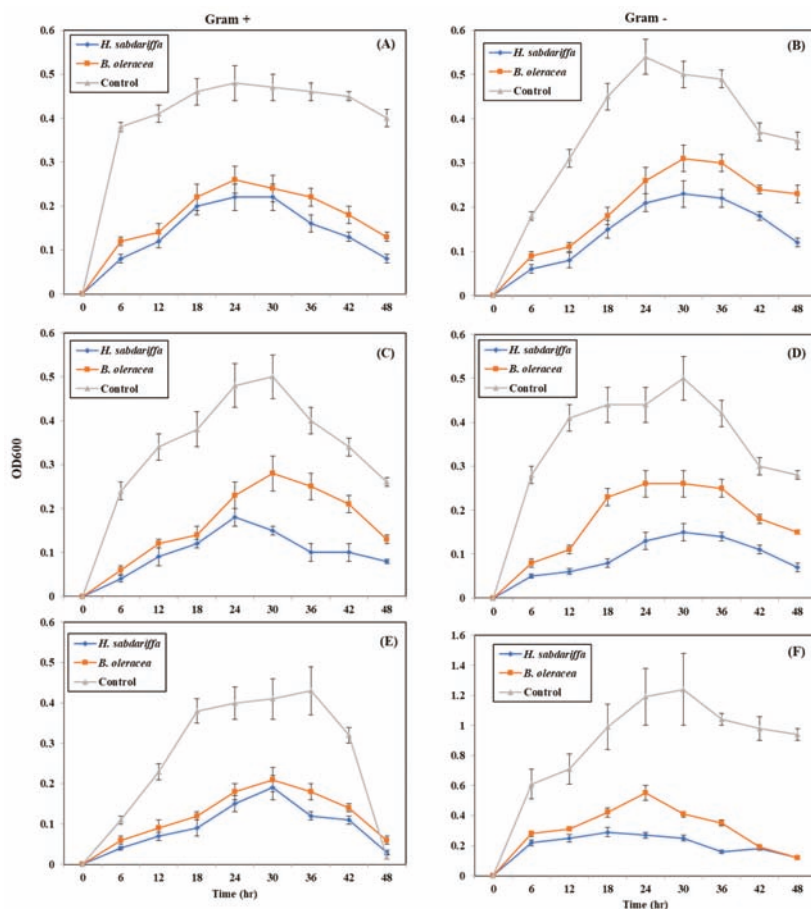 Gram +
Gram -
H. sabdariffa
B. oleracea
Control
(A)
0.6
0.5
0.4
0.3
0.2
0.1
0
0 6 12 18 24 30 36 42 48
H. sabdariffa
B. oleracea
Control
(B)
0.6
0.5
0.4
0.3
0.2
0.1
0
0 6 12 18 24 30 36 42 48
OD600
H. sabdariffa
B. oleracea
Control
(C)
0.6
0.5
0.4
0.3
0.2
0.1
0
0 6 12 18 24 30 36 42 48
H. sabdariffa
B. oleracea
Control
(D)
0.6
0.5
0.4
0.3
0.2
0.1
0
0 6 12 18 24 30 36 42 48
H. sabdariffa
B. oleracea
Control
(E)
0.6
0.5
0.4
0.3
0.2
0.1
0
0 6 12 18 24 30 36 42 48
Time (hr)
H. sabdariffa
B. oleracea
Control
(F)
1.6
1.4
1.2
1
0.8
0.6
0.4
0.2
0
0 6 12 18 24 30 36 42 48
Time (hr)